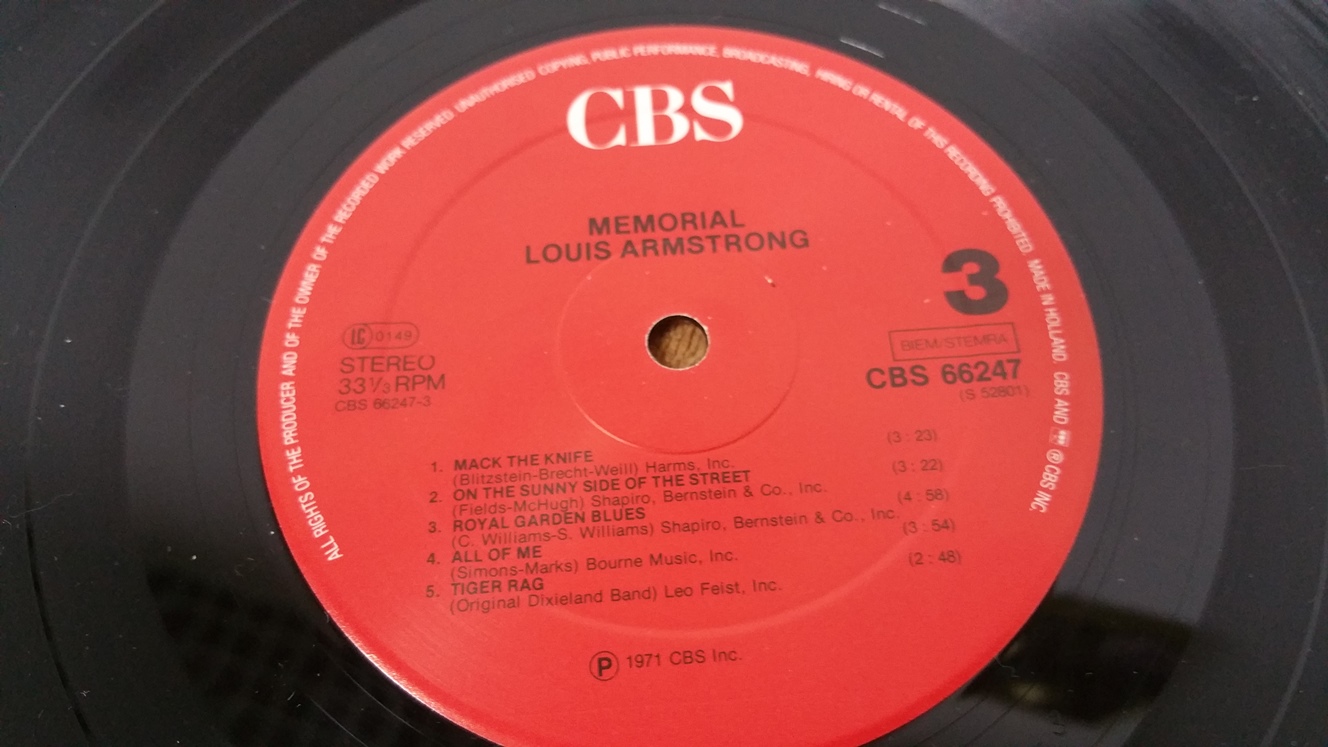 ALL RIGHTS OF THE PRODUCER AND OF THE OWNER OF THE RECORDED WORK RESERVED. UNAUTHORISED COPYING, PUBLIC PERFORMANCE, BROADCASTING, HIRING OR RENTAL OF THIS RECORDING PROHIBITED. MADE IN HOLLAND. CBS AND ℗ CBS INC.
CBS
MEMORIAL
LOUIS ARMSTRONG
3
LC 0149
BIEM/STEMRA
STEREO
33⅓ RPM
CBS 66247-3
CBS 66247
(S 52801)
1. MACK THE KNIFE (3:23)
(Blitzstein-Brecht-Weill) Harms, Inc.
2. ON THE SUNNY SIDE OF THE STREET (3:22)
(Fields-McHugh) Shapiro, Bernstein & Co., Inc.
3. ROYAL GARDEN BLUES (4:58)
(C. Williams-S. Williams) Shapiro, Bernstein & Co., Inc.
4. ALL OF ME (3:54)
(Simons-Marks) Bourne Music, Inc.
5. TIGER RAG (2:48)
(Original Dixieland Band) Leo Feist, Inc.
℗ 1971 CBS Inc.